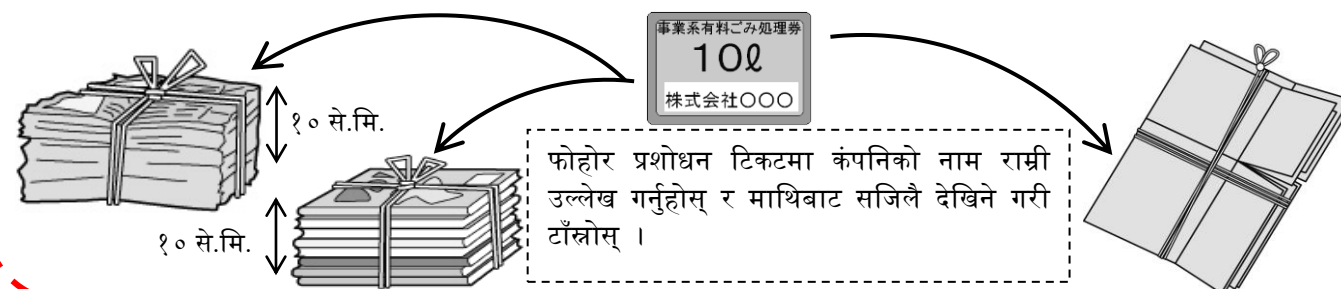 事業系有料ごみ処理券
10ℓ
株式会社○○○
१० से.मि.
१० से.मि.
फोहोर प्रशोधन टिकटमा कंपनिको नाम राम्री
उल्लेख गर्नुहोस् र माथिबाट सजिलै देखिने गरी
टाँस्नोस् ।